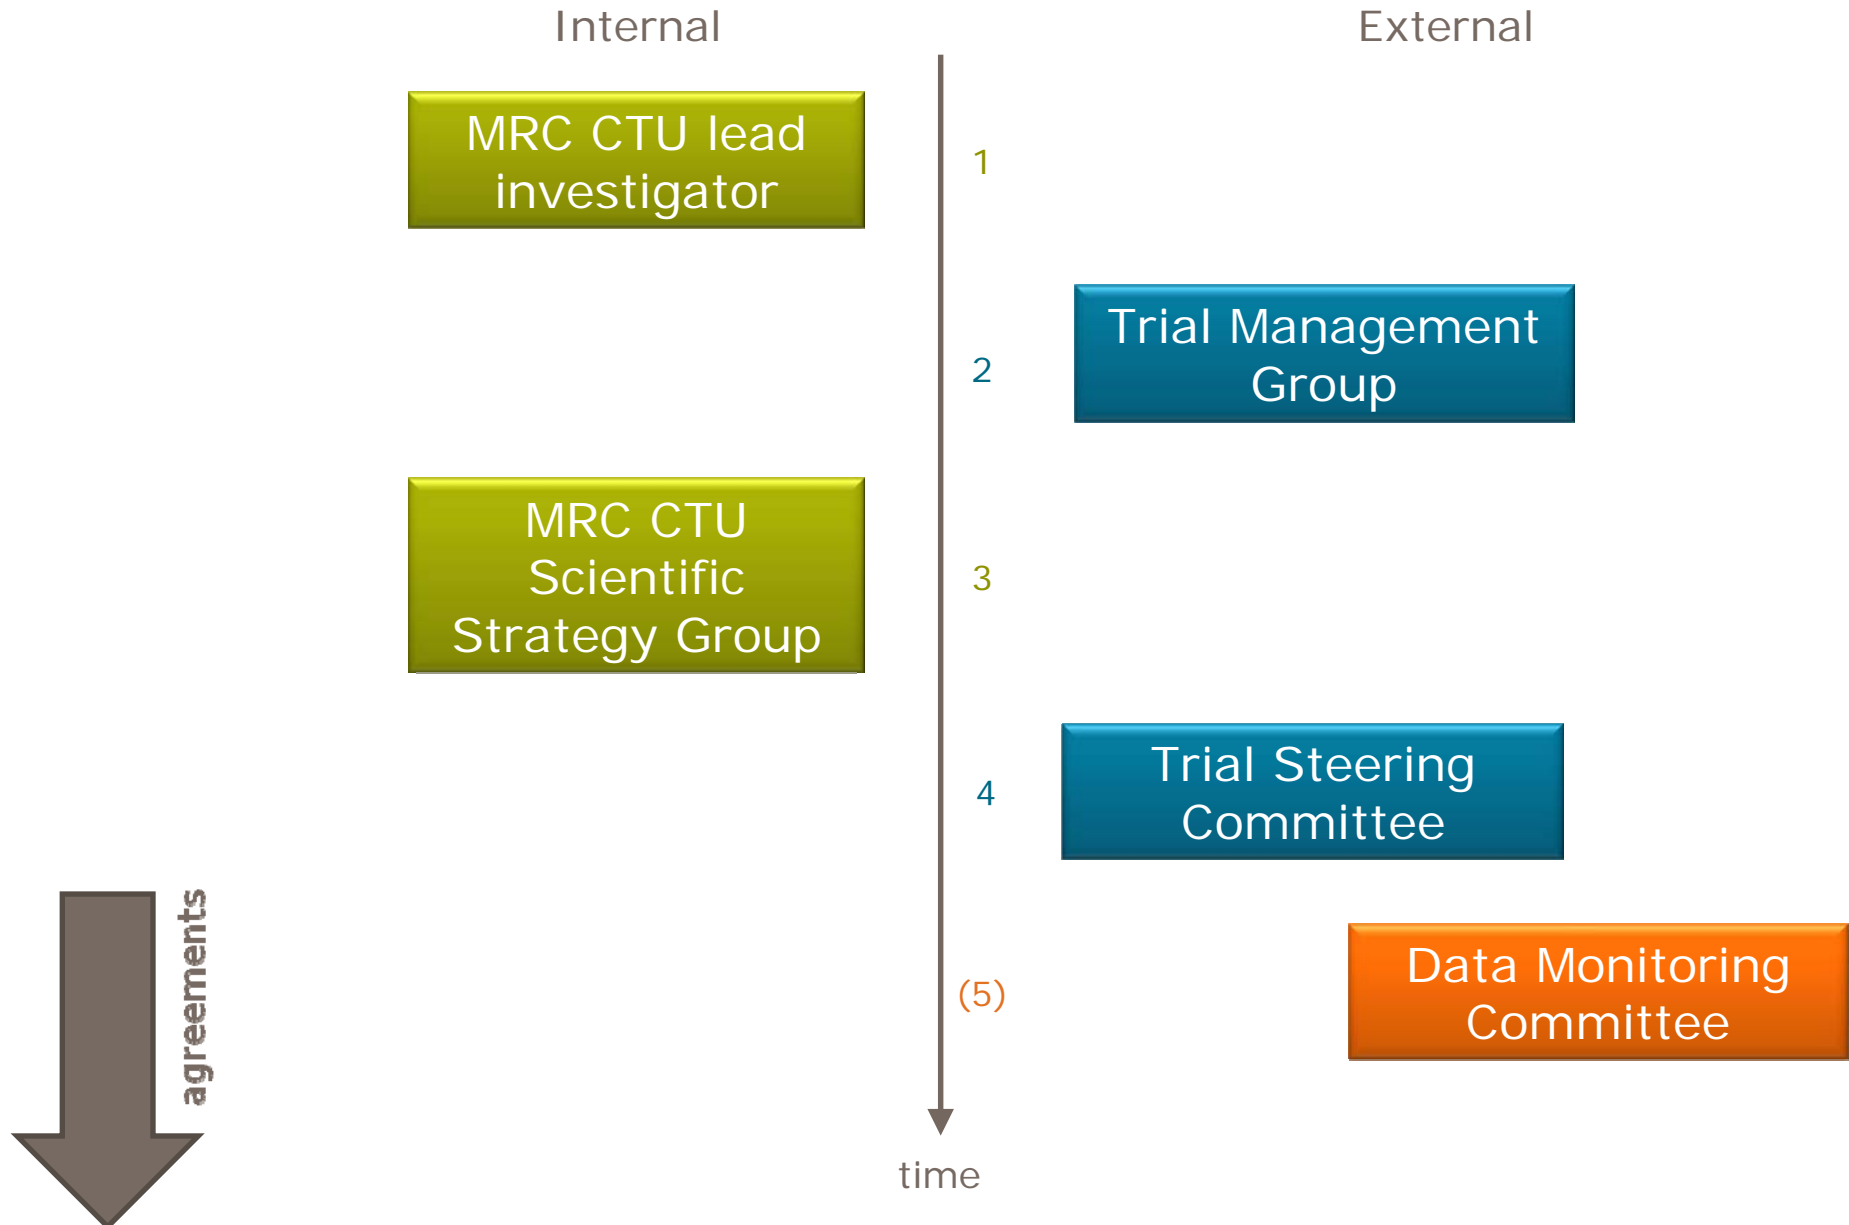 Internal
External
MRC CTU lead
investigator
1
Trial Management
Group
2
MRC CTU
Scientific
Strategy Group
3
Trial Steering
Committee
4
agreements
Data Monitoring
Committee
(5)
time